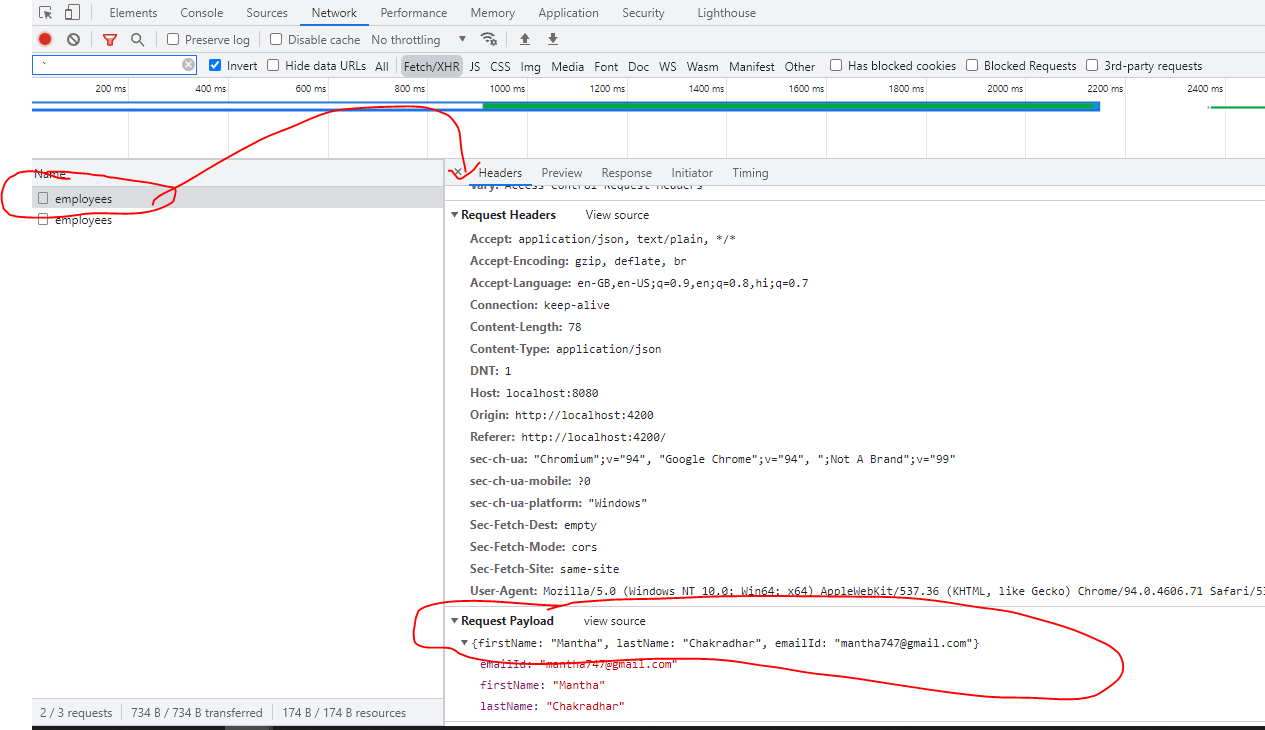 Elements Console Sources Network Performance Memory Application Security Lighthouse
Preserve log Disable cache No throttling
` Invert Hide data URLs All Fetch/XHR JS CSS Img Media Font Doc WS Wasm Manifest Other Has blocked cookies Blocked Requests 3rd-party requests
200 ms 400 ms 600 ms 800 ms 1000 ms 1200 ms 1400 ms 1600 ms 1800 ms 2000 ms 2200 ms 2400 ms
Name
employees
employees
Headers Preview Response Initiator Timing
Vary: Access-Control-Request-Headers
Request Headers View source
Accept: application/json, text/plain, */*
Accept-Encoding: gzip, deflate, br
Accept-Language: en-GB,en-US;q=0.9,en;q=0.8,hi;q=0.7
Connection: keep-alive
Content-Length: 78
Content-Type: application/json
DNT: 1
Host: localhost:8080
Origin: http://localhost:4200
Referer: http://localhost:4200/
sec-ch-ua: "Chromium";v="94", "Google Chrome";v="94", ";Not A Brand";v="99"
sec-ch-ua-mobile: ?0
sec-ch-ua-platform: "Windows"
Sec-Fetch-Dest: empty
Sec-Fetch-Mode: cors
Sec-Fetch-Site: same-site
User-Agent: Mozilla/5.0 (Windows NT 10.0; Win64; x64) AppleWebKit/537.36 (KHTML, like Gecko) Chrome/94.0.4606.71 Safari/53
Request Payload view source
{firstName: "Mantha", lastName: "Chakradhar", emailId: "mantha747@gmail.com"}
emailId: "mantha747@gmail.com"
firstName: "Mantha"
lastName: "Chakradhar"
2 / 3 requests 734 B / 734 B transferred 174 B / 174 B resources